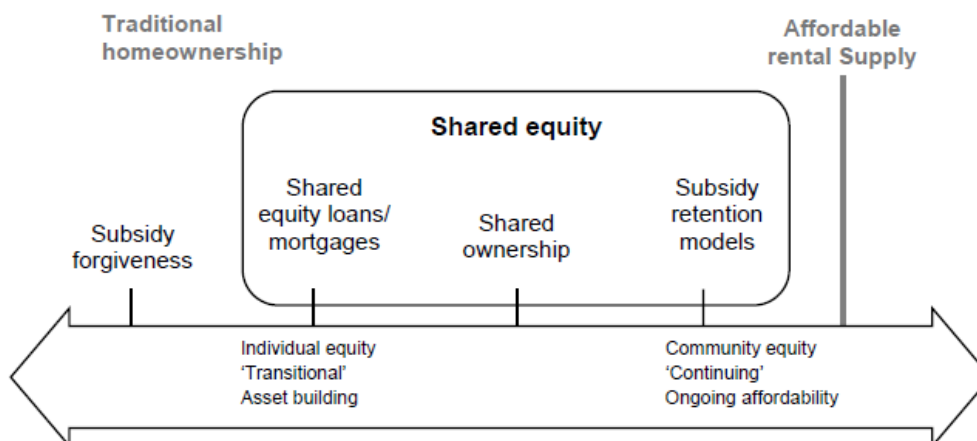 Traditional
homeownership
Affordable
rental Supply
Shared equity
Subsidy
forgiveness
Shared
equity loans/
mortgages
Shared
ownership
Subsidy
retention
models
Individual equity
‘Transitional’
Asset building
Community equity
‘Continuing’
Ongoing affordability